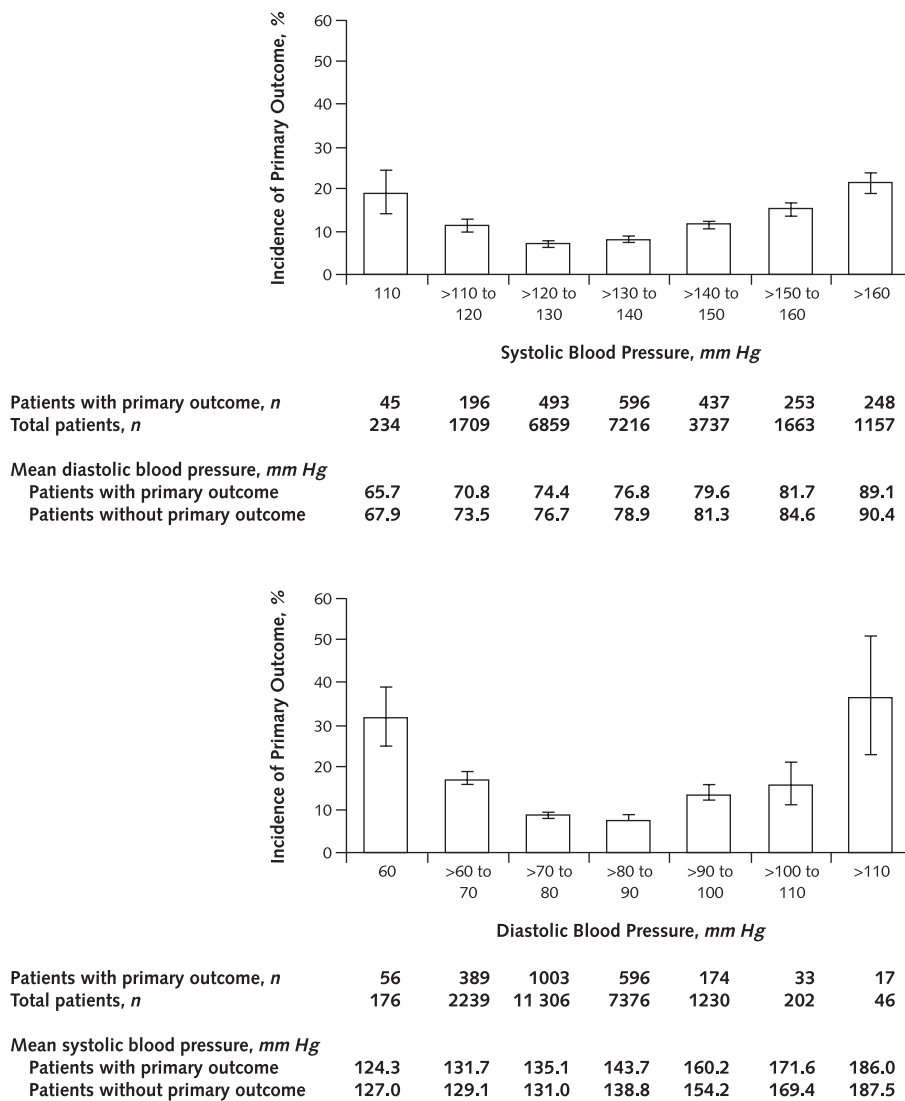 Incidence of Primary Outcome, %
60
50
40
30
20
10
0
110 >110 to 120 >120 to 130 >130 to 140 >140 to 150 >150 to 160 >160
Systolic Blood Pressure, mm Hg
Patients with primary outcome, n 45 196 493 596 437 253 248
Total patients, n 234 1709 6859 7216 3737 1663 1157
Mean diastolic blood pressure, mm Hg
Patients with primary outcome 65.7 70.8 74.4 76.8 79.6 81.7 89.1
Patients without primary outcome 67.9 73.5 76.7 78.9 81.3 84.6 90.4
Incidence of Primary Outcome, %
60
50
40
30
20
10
0
60 >60 to 70 >70 to 80 >80 to 90 >90 to 100 >100 to 110 >110
Diastolic Blood Pressure, mm Hg
Patients with primary outcome, n 56 389 1003 596 174 33 17
Total patients, n 176 2239 11 306 7376 1230 202 46
Mean systolic blood pressure, mm Hg
Patients with primary outcome 124.3 131.7 135.1 143.7 160.2 171.6 186.0
Patients without primary outcome 127.0 129.1 131.0 138.8 154.2 169.4 187.5